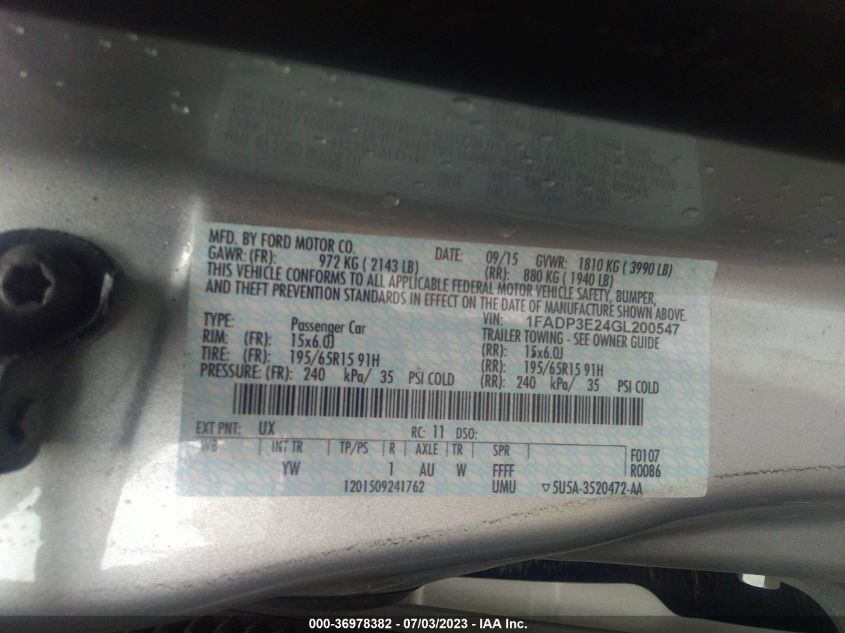 MFD. BY FORD MOTOR CO. DATE: 09/15 GVWR: 1810 KG ( 3990 LB)
GAWR: (FR): 972 KG ( 2143 LB) (RR): 880 KG ( 1940 LB)
THIS VEHICLE CONFORMS TO ALL APPLICABLE FEDERAL MOTOR VEHICLE SAFETY, BUMPER,
AND THEFT PREVENTION STANDARDS IN EFFECT ON THE DATE OF MANUFACTURE SHOWN ABOVE.
VIN: 1FADP3E24GL200547
TYPE: Passenger Car TRAILER TOWING - SEE OWNER GUIDE
RIM: (FR): 15x6.0J (RR): 15x6.0J
TIRE: (FR): 195/65R15 91H (RR): 195/65R15 91H
PRESSURE: (FR): 240 kPa/ 35 PSI COLD (RR): 240 kPa/ 35 PSI COLD
EXT PNT: UX RC: 11 DSO:
WB INT TR TP/PS R AXLE TR SPR F0107
YW 1 AU W FFFF R0086
1201509241762 UMU ▽5U5A-3520472-AA
000-36978382 - 07/03/2023 - IAA Inc.